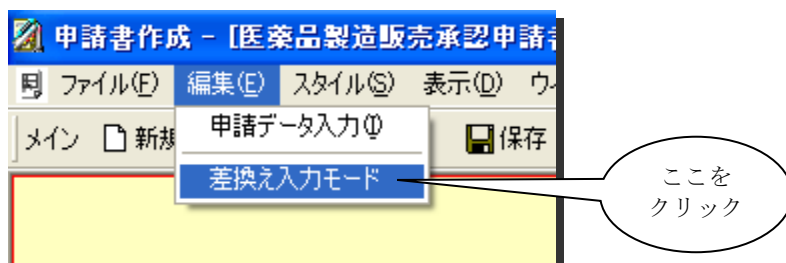 申請書作成 - [医薬品製造販売承認申請書
ファイル(F) 編集(E) スタイル(S) 表示(D)
メイン 新規 保存
申請データ入力(I)
差換え入力モード
ここを
クリック